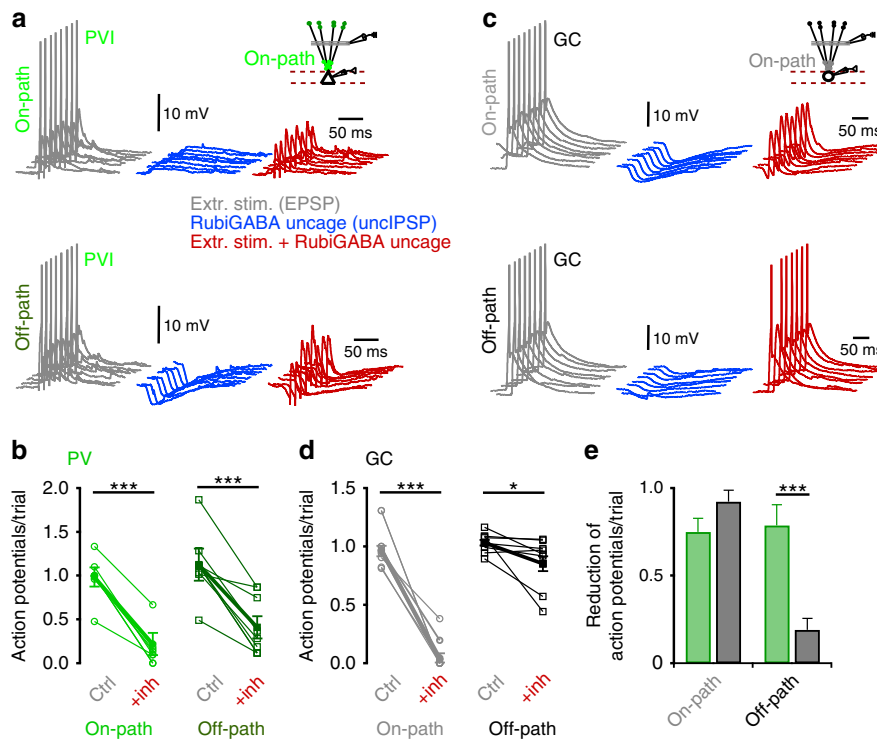 a
PVI
On-path
On-path
10 mV
50 ms
Extr. stim. (EPSP)
RubiGABA uncage (uncIPSP)
Extr. stim. + RubiGABA uncage
PVI
Off-path
10 mV
50 ms
c
GC
On-path
On-path
10 mV
50 ms
GC
Off-path
10 mV
50 ms
b
PV
Action potentials/trial
2.0
1.5
1.0
0.5
0.0
***
***
Ctrl
+inh
Ctrl
+inh
On-path
Off-path
d
GC
Action potentials/trial
1.5
1.0
0.5
0.0
***
*
Ctrl
+inh
Ctrl
+inh
On-path
Off-path
e
Reduction of
action potentials/trial
1.0
0.5
0
***
On-path
Off-path